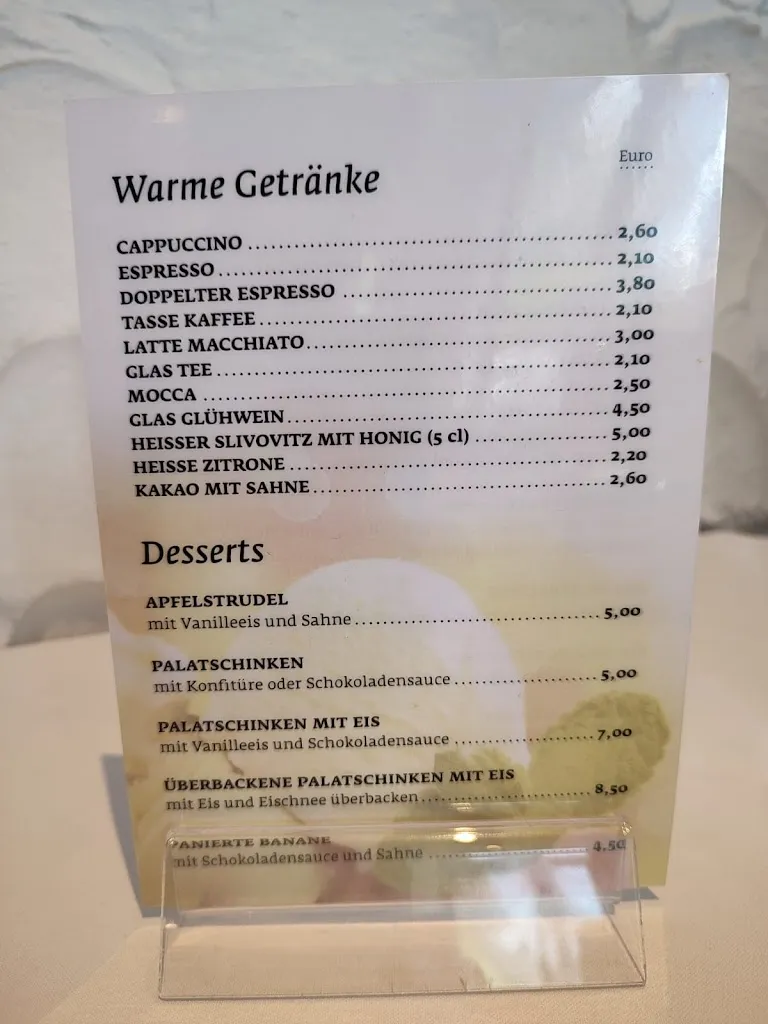 Euro
Warme Getränke
CAPPUCCINO 2,60
ESPRESSO 2,10
DOPPELTER ESPRESSO 3,80
TASSE KAFFEE 2,10
LATTE MACCHIATO 3,00
GLAS TEE 2,10
MOCCA 2,50
GLAS GLÜHWEIN 4,50
HEISSER SLIVOVITZ MIT HONIG (5 cl) 5,00
HEISSE ZITRONE 2,20
KAKAO MIT SAHNE 2,60
Desserts
APFELSTRUDEL
mit Vanilleeis und Sahne 5,00
PALATSCHINKEN
mit Konfitüre oder Schokoladensauce 5,00
PALATSCHINKEN MIT EIS
mit Vanilleeis und Schokoladensauce 7,00
ÜBERBACKENE PALATSCHINKEN MIT EIS
mit Eis und Eischnee überbacken 8,50
PANIERTE BANANE
mit Schokoladensauce und Sahne 4,50